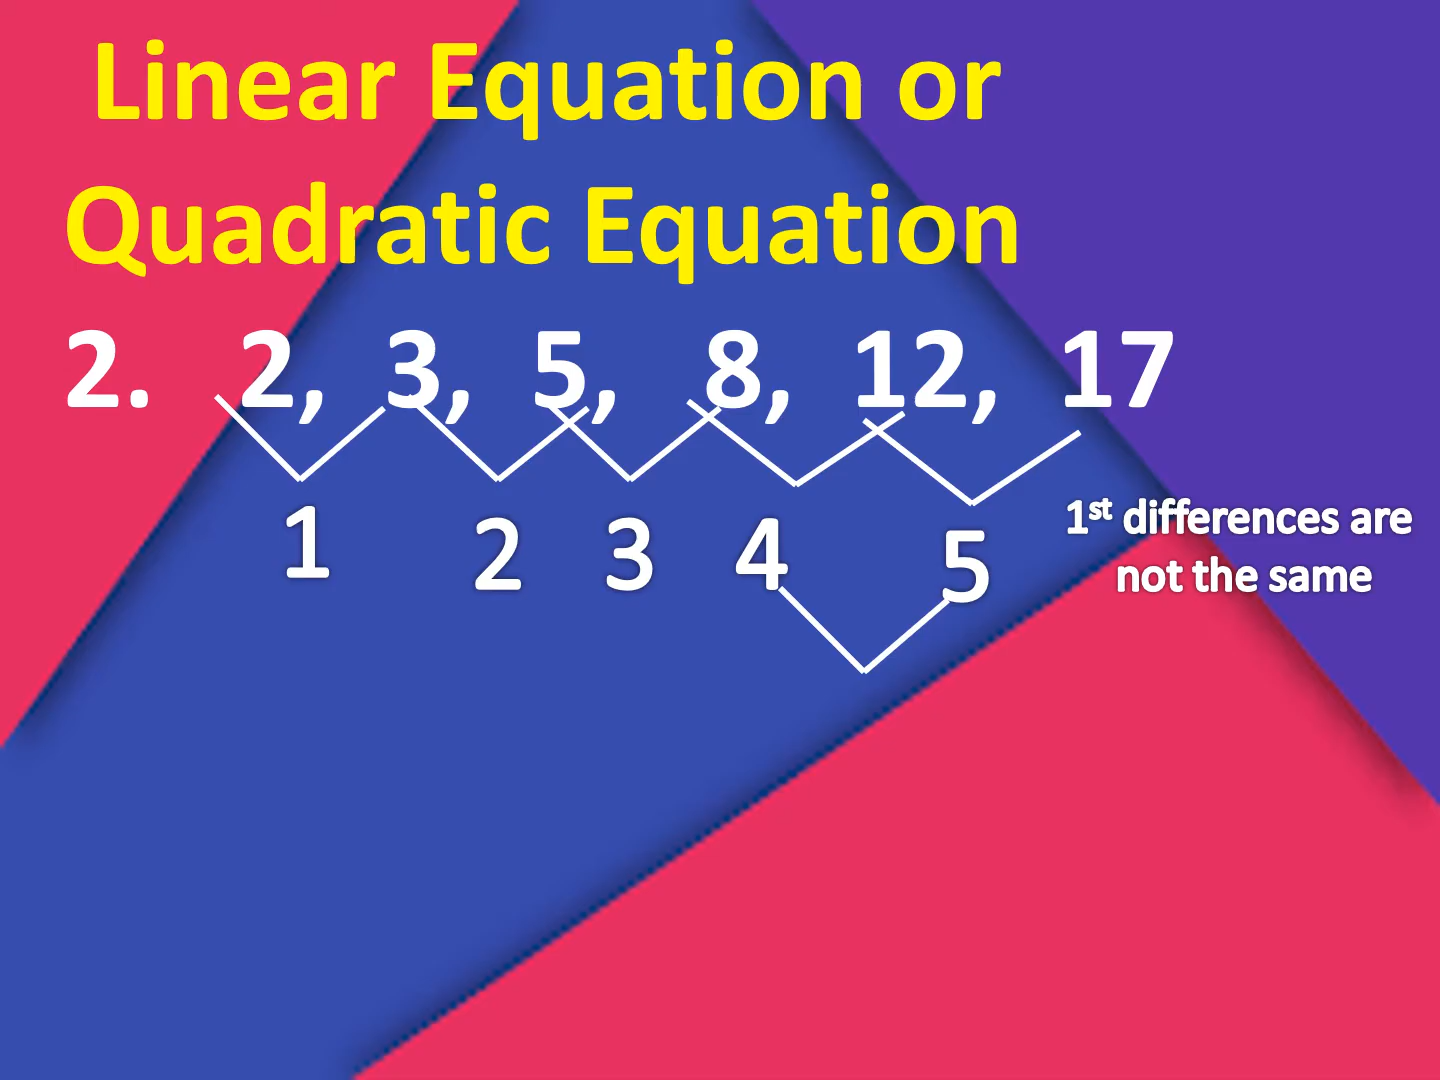 Linear Equation or
Quadratic Equation
2. 2, 3, 5, 8, 12, 17
1 2 3 4 5
1st differences are
not the same